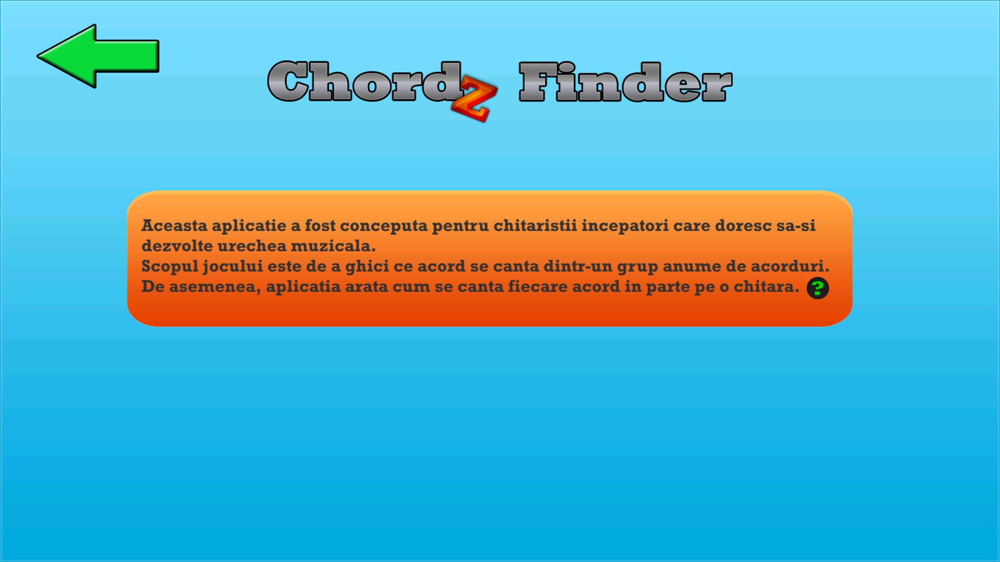 Chordz Finder
Aceasta aplicatie a fost conceputa pentru chitaristii incepatori care doresc sa-si
dezvolte urechea muzicala.
Scopul jocului este de a ghici ce acord se canta dintr-un grup anume de acorduri.
De asemenea, aplicatia arata cum se canta fiecare acord in parte pe o chitara. ?